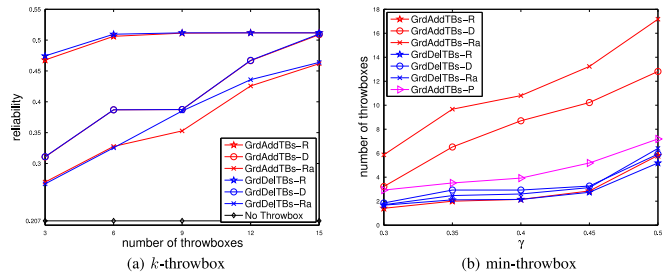 0.55
0.5
0.45
0.4
0.35
0.3
0.207
reliability
3 6 9 12 15
number of throwboxes
GrdAddTBs-R
GrdAddTBs-D
GrdAddTBs-Ra
GrdDelTBs-R
GrdDelTBs-D
GrdDelTBs-Ra
No Throwbox
(a) k-throwbox
18
16
14
12
10
8
6
4
2
0
number of throwboxes
0.3 0.35 0.4 0.45 0.5
γ
GrdAddTBs-R
GrdAddTBs-D
GrdAddTBs-Ra
GrdDelTBs-R
GrdDelTBs-D
GrdDelTBs-Ra
GrdAddTBs-P
(b) min-throwbox